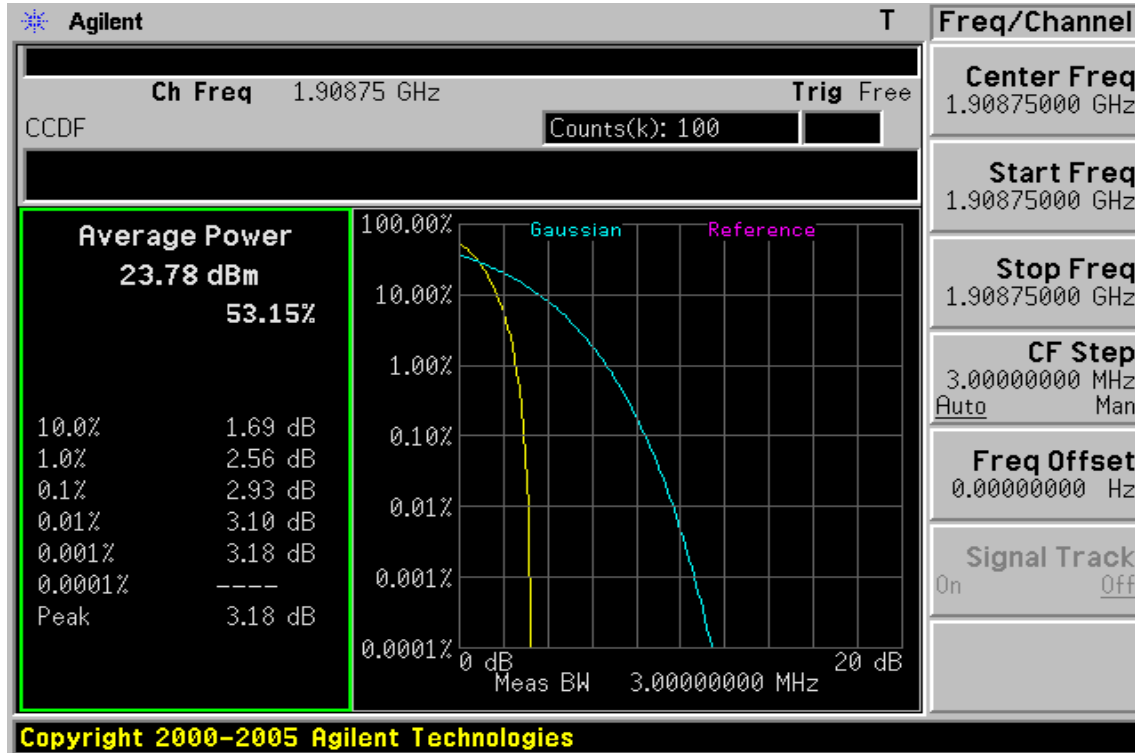 Agilent T
Ch Freq 1.90875 GHz Trig Free
CCDF Counts(k): 100
Average Power
23.78 dBm
53.15%
10.0% 1.69 dB
1.0% 2.56 dB
0.1% 2.93 dB
0.01% 3.10 dB
0.001% 3.18 dB
0.0001% ----
Peak 3.18 dB
Gaussian Reference
100.00%
10.00%
1.00%
0.10%
0.01%
0.001%
0.0001%
0 dB 20 dB
Meas BW 3.00000000 MHz
Freq/Channel
Center Freq
1.90875000 GHz
Start Freq
1.90875000 GHz
Stop Freq
1.90875000 GHz
CF Step
3.00000000 MHz
Auto Man
Freq Offset
0.00000000 Hz
Signal Track
On Off
Copyright 2000-2005 Agilent Technologies